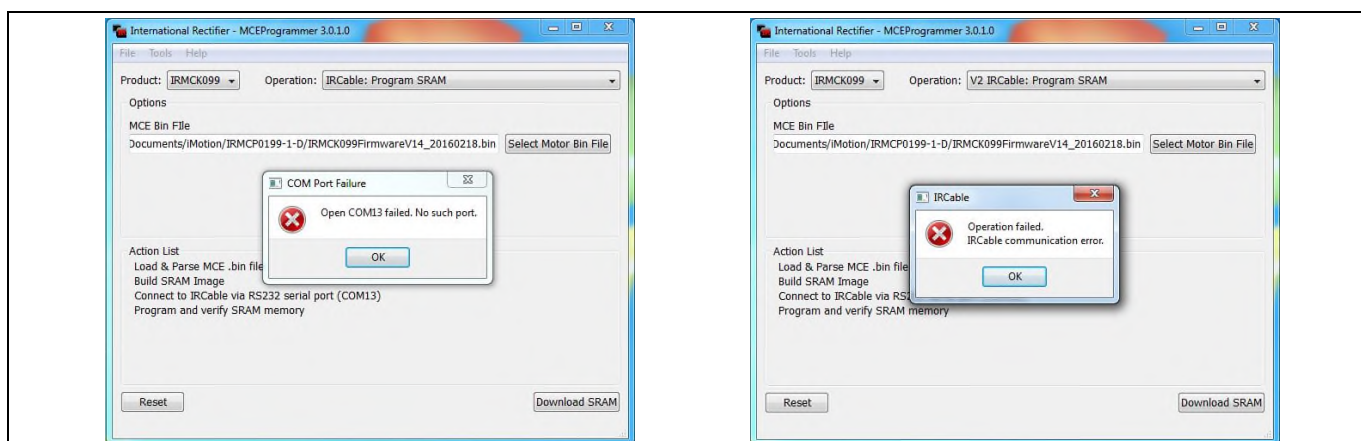 International Rectifier - MCEProgrammer 3.0.1.0
File Tools Help
Product: IRMCK099 Operation: IRCable: Program SRAM
Options
MCE Bin FIle
Documents/iMotion/IRMCP0199-1-D/IRMCK099FirmwareV14_20160218.bin Select Motor Bin File
COM Port Failure
Open COM13 failed. No such port.
OK
Action List
Load & Parse MCE .bin file
Build SRAM Image
Connect to IRCable via RS232 serial port (COM13)
Program and verify SRAM memory
Reset Download SRAM
International Rectifier - MCEProgrammer 3.0.1.0
File Tools Help
Product: IRMCK099 Operation: V2 IRCable: Program SRAM
Options
MCE Bin FIle
Documents/iMotion/IRMCP0199-1-D/IRMCK099FirmwareV14_20160218.bin Select Motor Bin File
IRCable
Operation failed.
IRCable communication error.
OK
Action List
Load & Parse MCE .bin file
Build SRAM Image
Connect to IRCable via
Program and verify SRAM memory
Reset Download SRAM